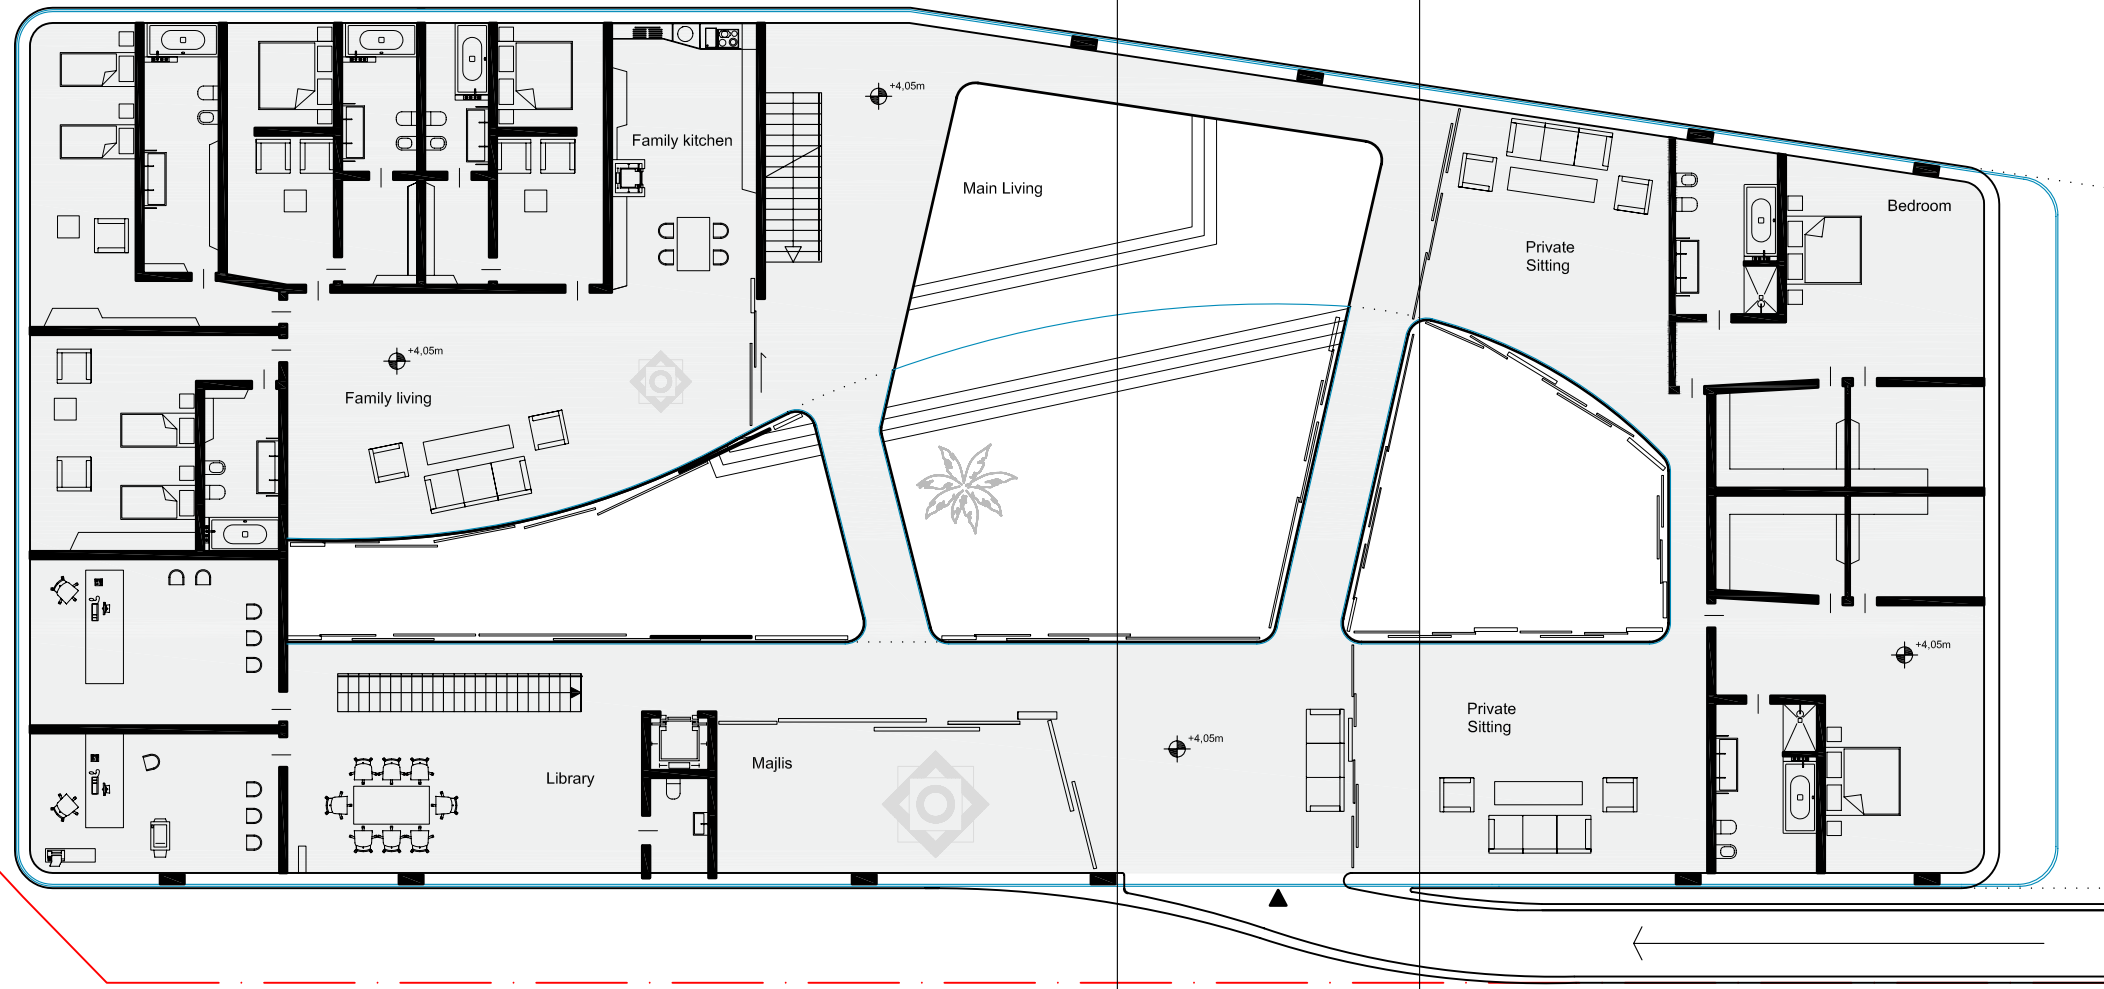 +4,05m
Family kitchen
Main Living
Bedroom
Private
Sitting
+4,05m
Family living
+4,05m
Private
Sitting
+4,05m
Majlis
Library